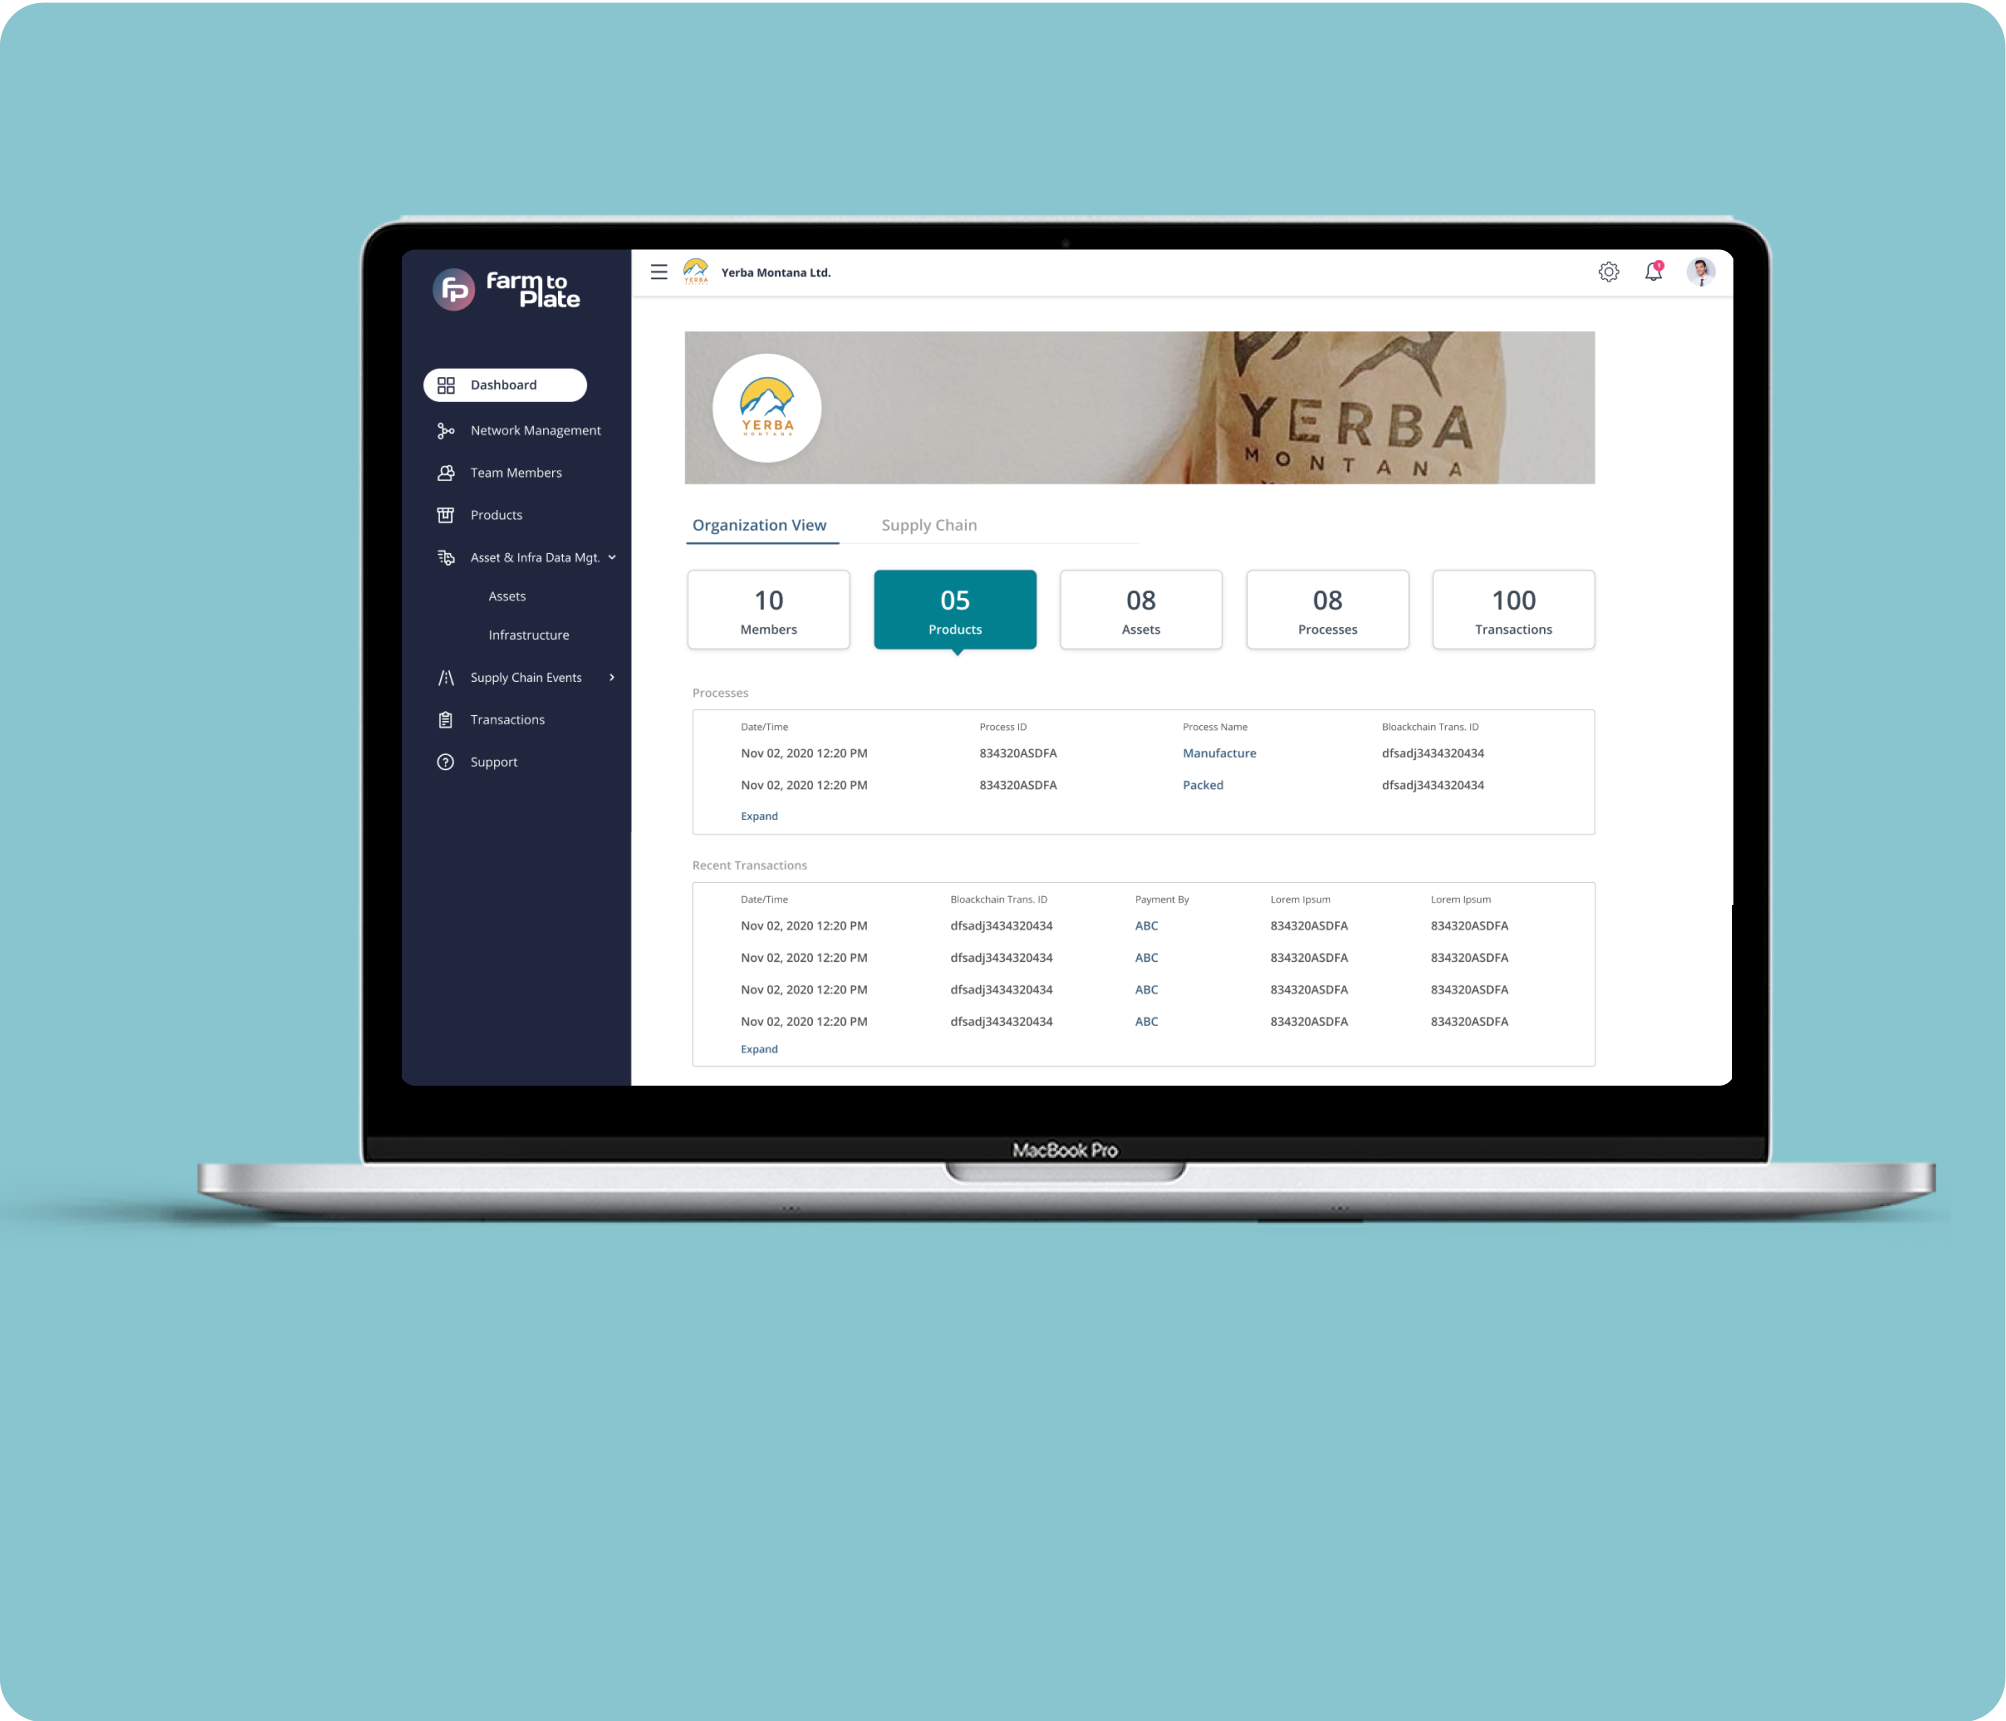 farm to
Plate
Dashboard
Network Management
Team Members
Products
Asset & Infra Data Mgt.
Assets
Infrastructure
Supply Chain Events
Transactions
Support
YERBA
Yerba Montana Ltd.
1
YERBA
MONTANA
YERBA
MONTANA
Organization View Supply Chain
10 05 08 08 100
Members Products Assets Processes Transactions
Processes
Date/Time Process ID Process Name Bloackchain Trans. ID
Nov 02, 2020 12:20 PM 834320ASDFA Manufacture dfsadj3434320434
Nov 02, 2020 12:20 PM 834320ASDFA Packed dfsadj3434320434
Expand
Recent Transactions
Date/Time Bloackchain Trans. ID Payment By Lorem Ipsum Lorem Ipsum
Nov 02, 2020 12:20 PM dfsadj3434320434 ABC 834320ASDFA 834320ASDFA
Nov 02, 2020 12:20 PM dfsadj3434320434 ABC 834320ASDFA 834320ASDFA
Nov 02, 2020 12:20 PM dfsadj3434320434 ABC 834320ASDFA 834320ASDFA
Nov 02, 2020 12:20 PM dfsadj3434320434 ABC 834320ASDFA 834320ASDFA
Expand
MacBook Pro